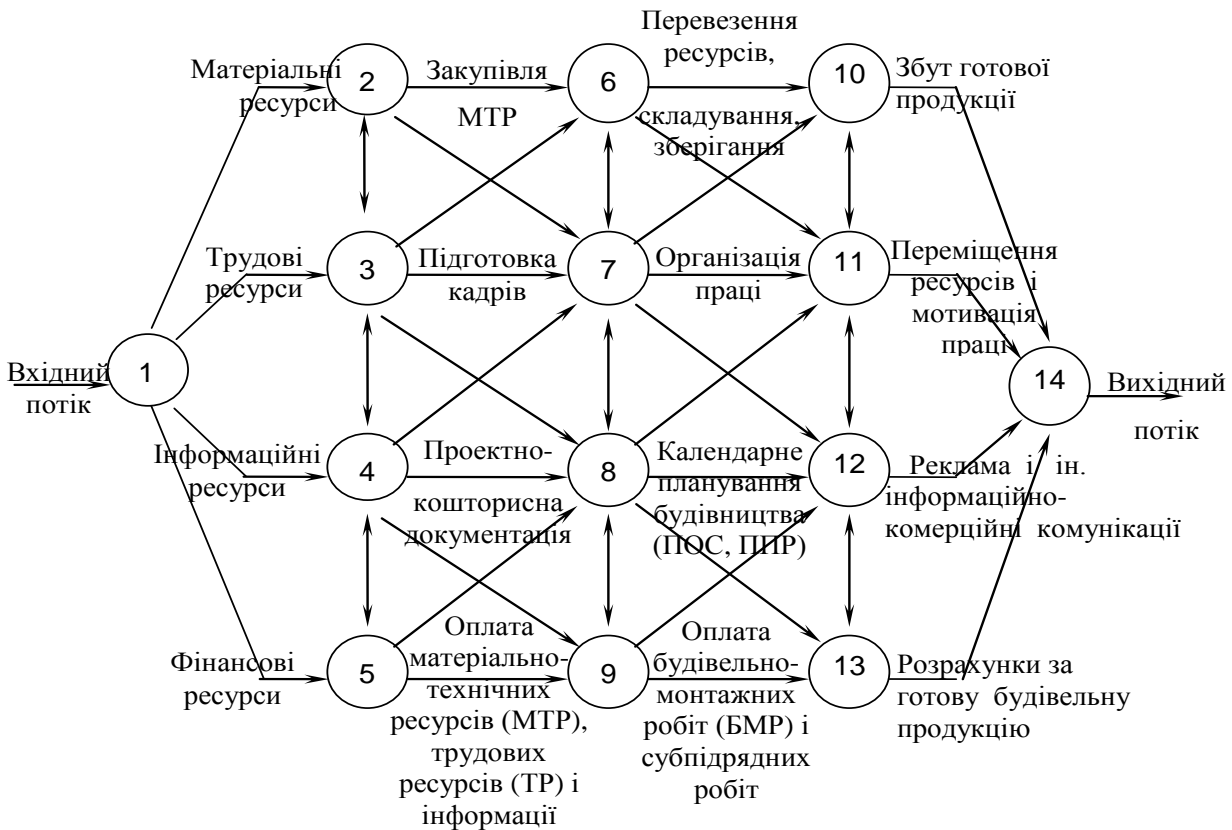 Перевезення
ресурсів,
Матеріальні
ресурси
2
Закупівля
МТР
6
складування,
зберігання
10
Збут готової
продукції
Трудові
ресурси
3
Підготовка
кадрів
7
Організація
праці
11
Переміщення
ресурсів і
мотивація
праці
Вхідний
потік
1
14
Вихідний
потік
Інформаційні
ресурси
4
Проектно-
кошторисна
документація
8
Календарне
планування
будівництва
(ПОС, ППР)
12
Реклама і ін.
інформаційно-
комерційні комунікації
Фінансові
ресурси
5
Оплата
матеріально-
технічних
ресурсів (МТР),
трудових
ресурсів (ТР) і
інформації
9
Оплата
будівельно-
монтажних
робіт (БМР) і
субпідрядних
робіт
13
Розрахунки за
готову будівельну
продукцію